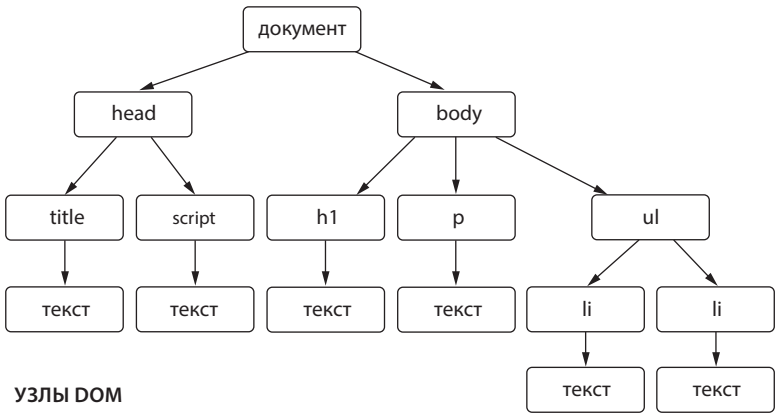 документ
head body
title script h1 p ul
текст текст текст текст li li
УЗЛЫ DOM текст текст